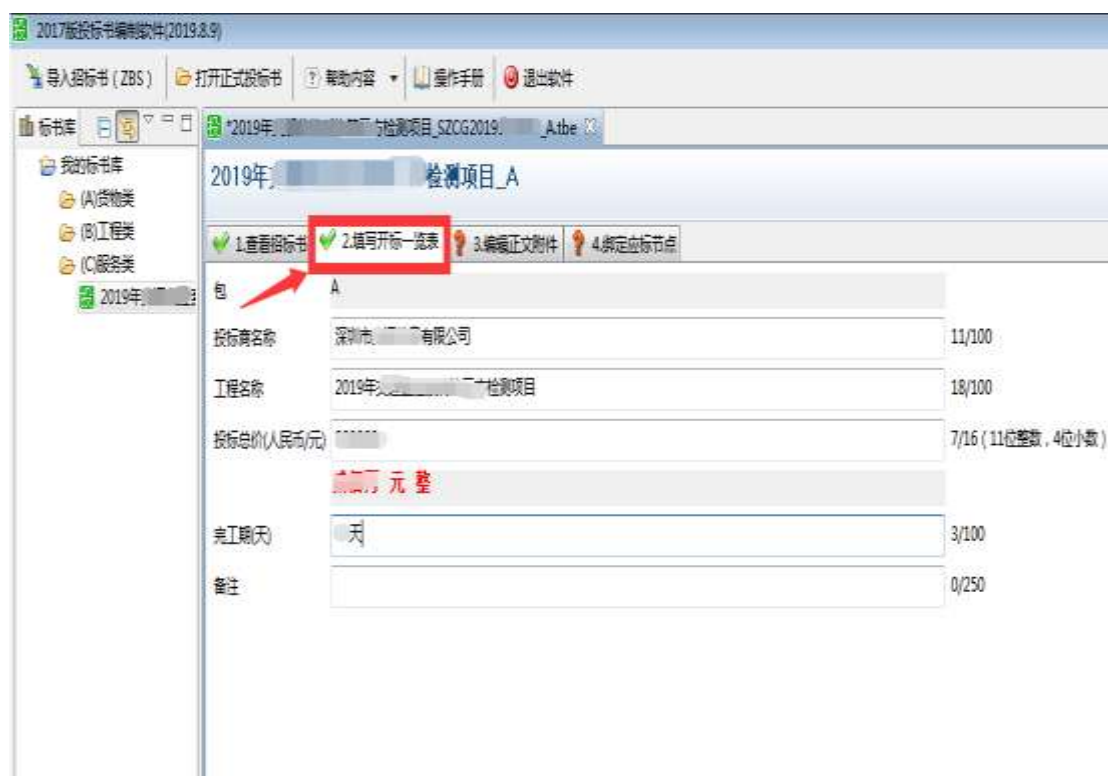 2017版投标书编制软件(2019.8.9)
导入招标书(ZBS) 打开正式投标书 帮助内容 操作手册 退出软件
标书库 *2019年 方检测项目_SZCG2019 _A.tbe
我的标书库
(A)货物类
(B)工程类
(C)服务类
2019年
2019年 检测项目_A
1.查看招标书 2.填写开标一览表 3.编辑正文附件 4.绑定应标节点
包 A
投标商名称 深圳市 有限公司 11/100
工程名称 2019年 方检测项目 18/100
投标总价(人民币/元) 7/16(11位整数,4位小数)
元 整
完工期(天) 天 3/100
备注 0/250